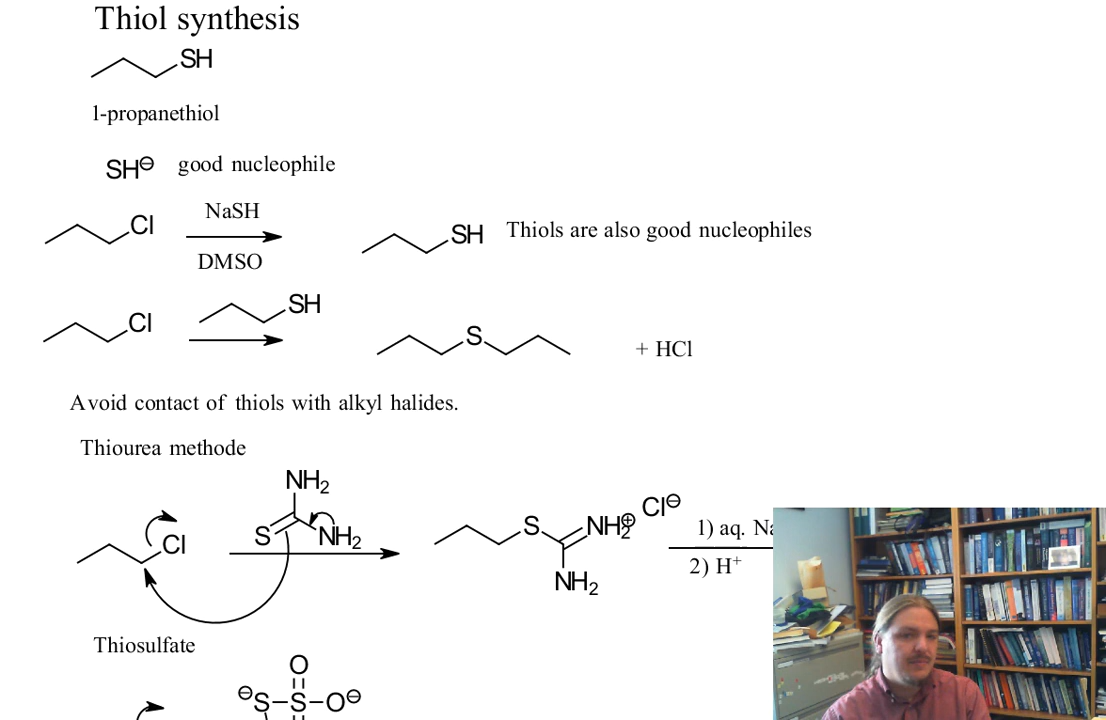 Thiol synthesis
SH
1-propanethiol
SH⊖ good nucleophile
NaSH
Cl
SH Thiols are also good nucleophiles
DMSO
SH
Cl
S
+ HCl
Avoid contact of thiols with alkyl halides.
Thiourea methode
NH2
Cl⊖
S NH2⊕
1) aq. Na
S NH2
Cl
2) H+
NH2
Thiosulfate
O
⊖S-S-O⊖